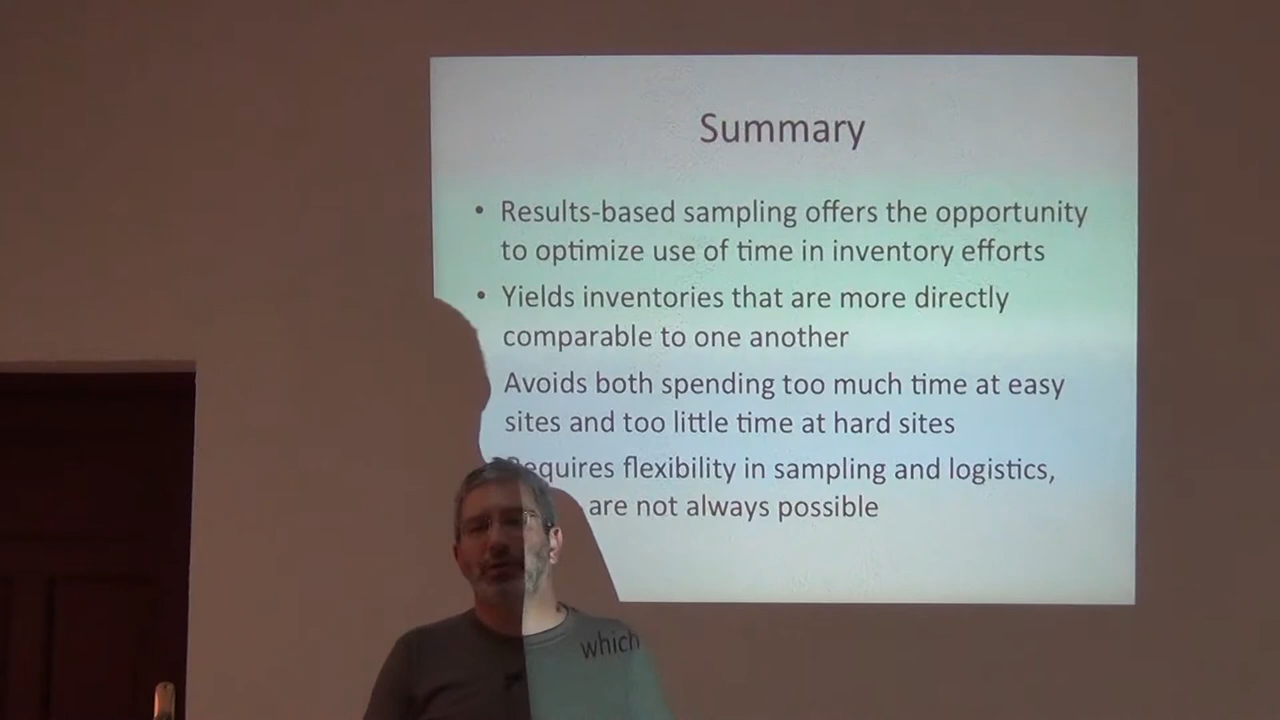 Summary
• Results-based sampling offers the opportunity
to optimize use of time in inventory efforts
• Yields inventories that are more directly
comparable to one another
Avoids both spending too much time at easy
sites and too little time at hard sites
Requires flexibility in sampling and logistics,
which are not always possible